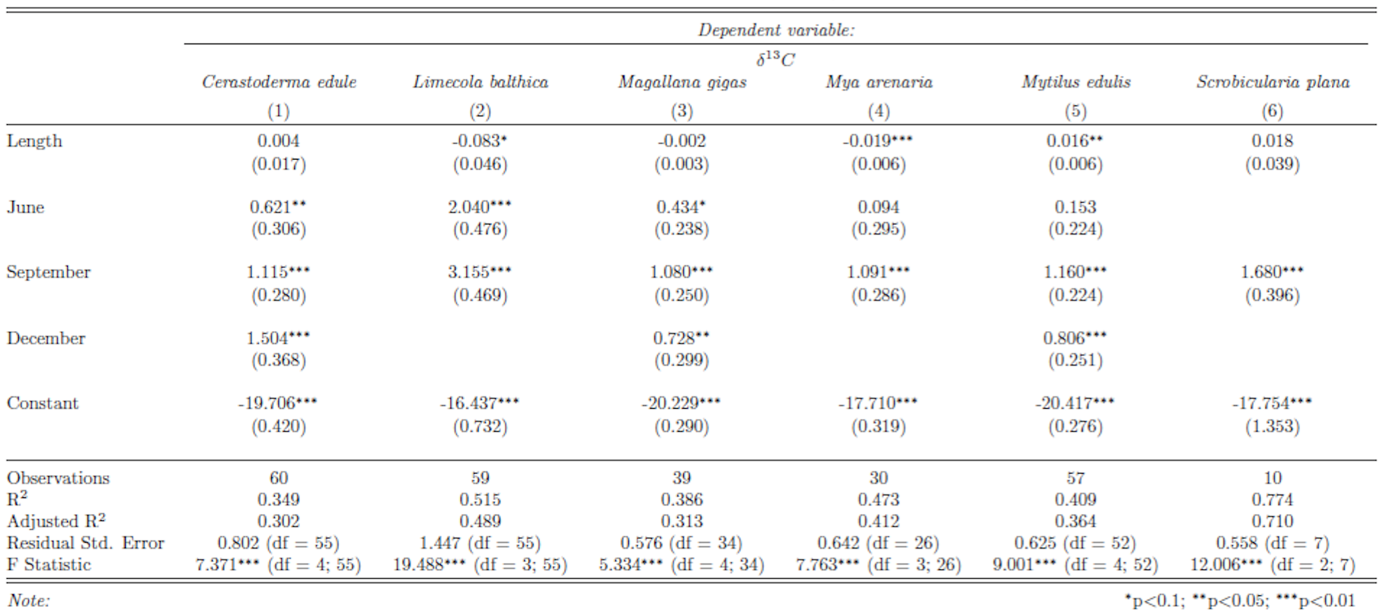 Dependent variable:
δ¹³C
Cerastoderma edule Limecola balthica Magallana gigas Mya arenaria Mytilus edulis Scrobicularia plana
(1) (2) (3) (4) (5) (6)
Length 0.004 -0.083* -0.002 -0.019*** 0.016** 0.018
(0.017) (0.046) (0.003) (0.006) (0.006) (0.039)
June 0.621** 2.040*** 0.434* 0.094 0.153
(0.306) (0.476) (0.238) (0.295) (0.224)
September 1.115*** 3.155*** 1.080*** 1.091*** 1.160*** 1.680***
(0.280) (0.469) (0.250) (0.286) (0.224) (0.396)
December 1.504*** 0.728** 0.806***
(0.368) (0.299) (0.251)
Constant -19.706*** -16.437*** -20.229*** -17.710*** -20.417*** -17.754***
(0.420) (0.732) (0.290) (0.319) (0.276) (1.353)
Observations 60 59 39 30 57 10
R² 0.349 0.515 0.386 0.473 0.409 0.774
Adjusted R² 0.302 0.489 0.313 0.412 0.364 0.710
Residual Std. Error 0.802 (df = 55) 1.447 (df = 55) 0.576 (df = 34) 0.642 (df = 26) 0.625 (df = 52) 0.558 (df = 7)
F Statistic 7.371*** (df = 4; 55) 19.488*** (df = 3; 55) 5.334*** (df = 4; 34) 7.763*** (df = 3; 26) 9.001*** (df = 4; 52) 12.006*** (df = 2; 7)
Note: *p<0.1; **p<0.05; ***p<0.01